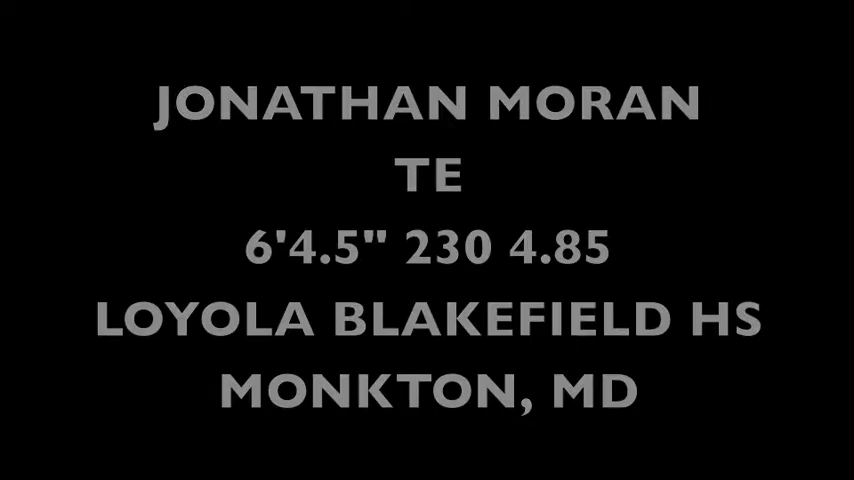 JONATHAN MORAN
TE
6'4.5" 230 4.85
LOYOLA BLAKEFIELD HS
MONKTON, MD